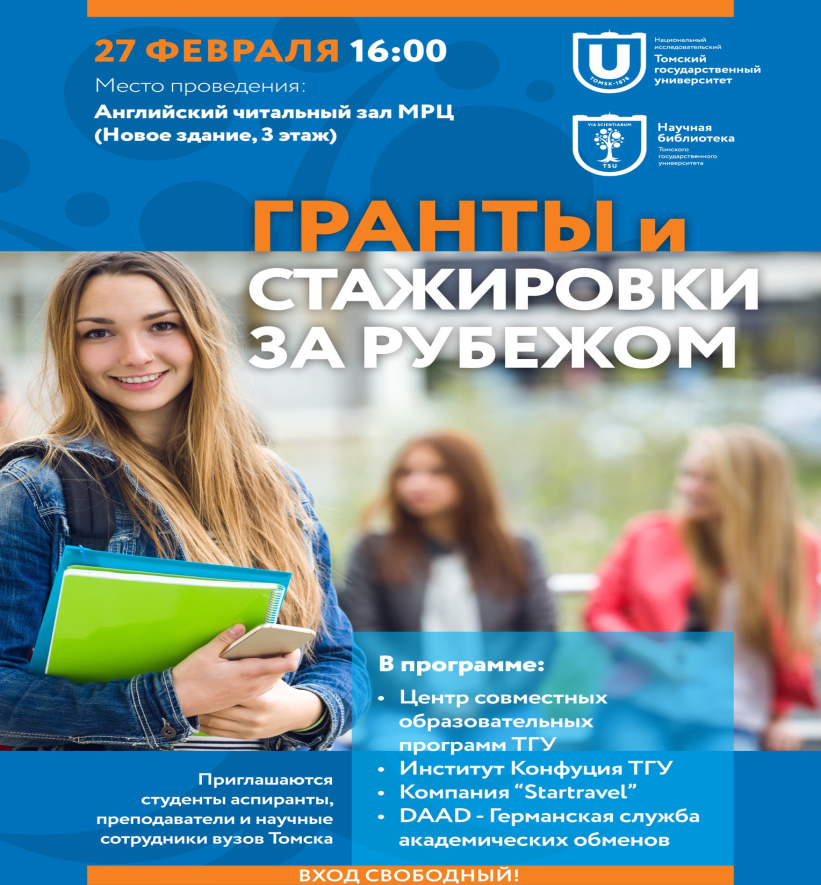 27 ФЕВРАЛЯ 16:00
Место проведения:
Английский читальный зал МРЦ
(Новое здание, 3 этаж)
TOMSK-1878
Национальный
исследовательский
Томский
государственный
университет
VIA SCIENTIARUM
TSU
Научная
библиотека
Томского
государственного
университета
ГРАНТЫ и
СТАЖИРОВКИ
ЗА РУБЕЖОМ
В программе:
• Центр совместных
образовательных
программ ТГУ
• Институт Конфуция ТГУ
• Компания “Startravel”
• DAAD - Германская служба
академических обменов
Приглашаются
студенты аспиранты,
преподаватели и научные
сотрудники вузов Томска
ВХОД СВОБОДНЫЙ!